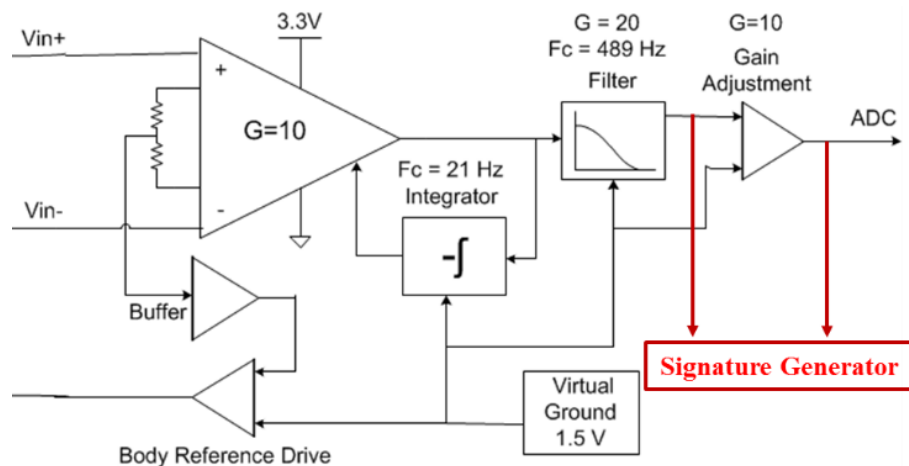 Vin+
3.3V
G = 20
Fc = 489 Hz
Filter
G=10
Gain
Adjustment
+
G=10
ADC
Fc = 21 Hz
Integrator
Vin-
-
-∫
Buffer
Signature Generator
Virtual
Ground
1.5 V
Body Reference Drive